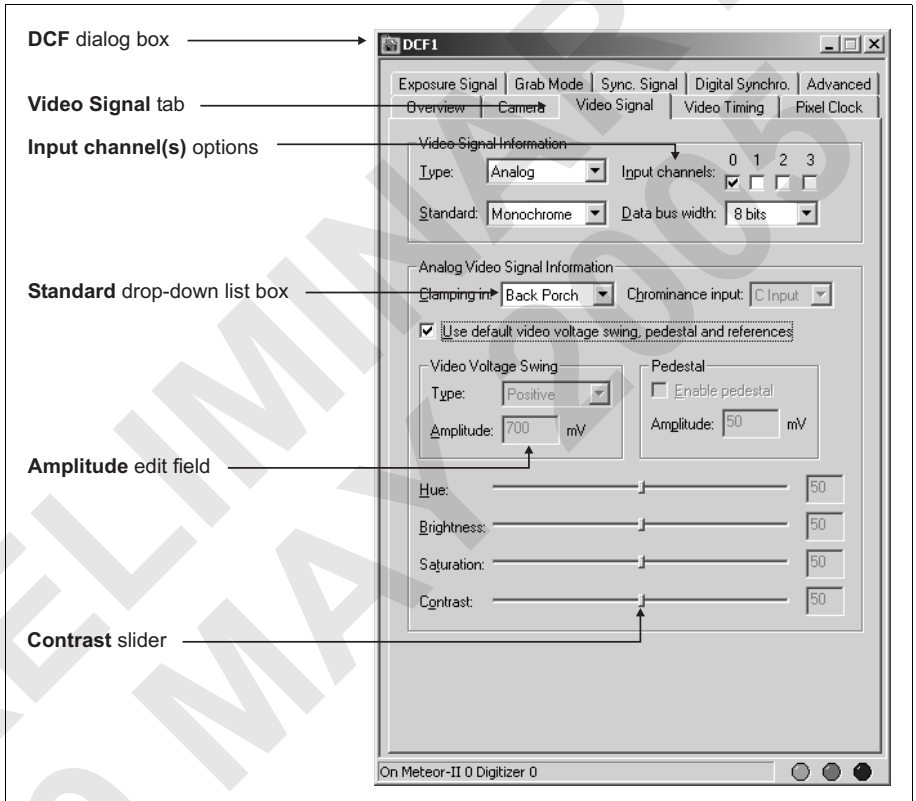 DCF dialog box
DCF1
Exposure Signal Grab Mode Sync. Signal Digital Synchro. Advanced
Video Signal tab
Overview Camera Video Signal Video Timing Pixel Clock
Input channel(s) options
Video Signal Information
0 1 2 3
Type: Analog Input channels:
Standard: Monochrome Data bus width: 8 bits
Analog Video Signal Information
Standard drop-down list box
Clamping in: Back Porch Chrominance input: C Input
Use default video voltage swing, pedestal and references
Video Voltage Swing Pedestal
Type: Positive Enable pedestal
Amplitude: 700 mV Amplitude: 50 mV
Amplitude edit field
Hue: 50
Brightness: 50
Saturation: 50
Contrast: 50
Contrast slider
On Meteor-II 0 Digitizer 0
PRELIMINARY
MAY 2005